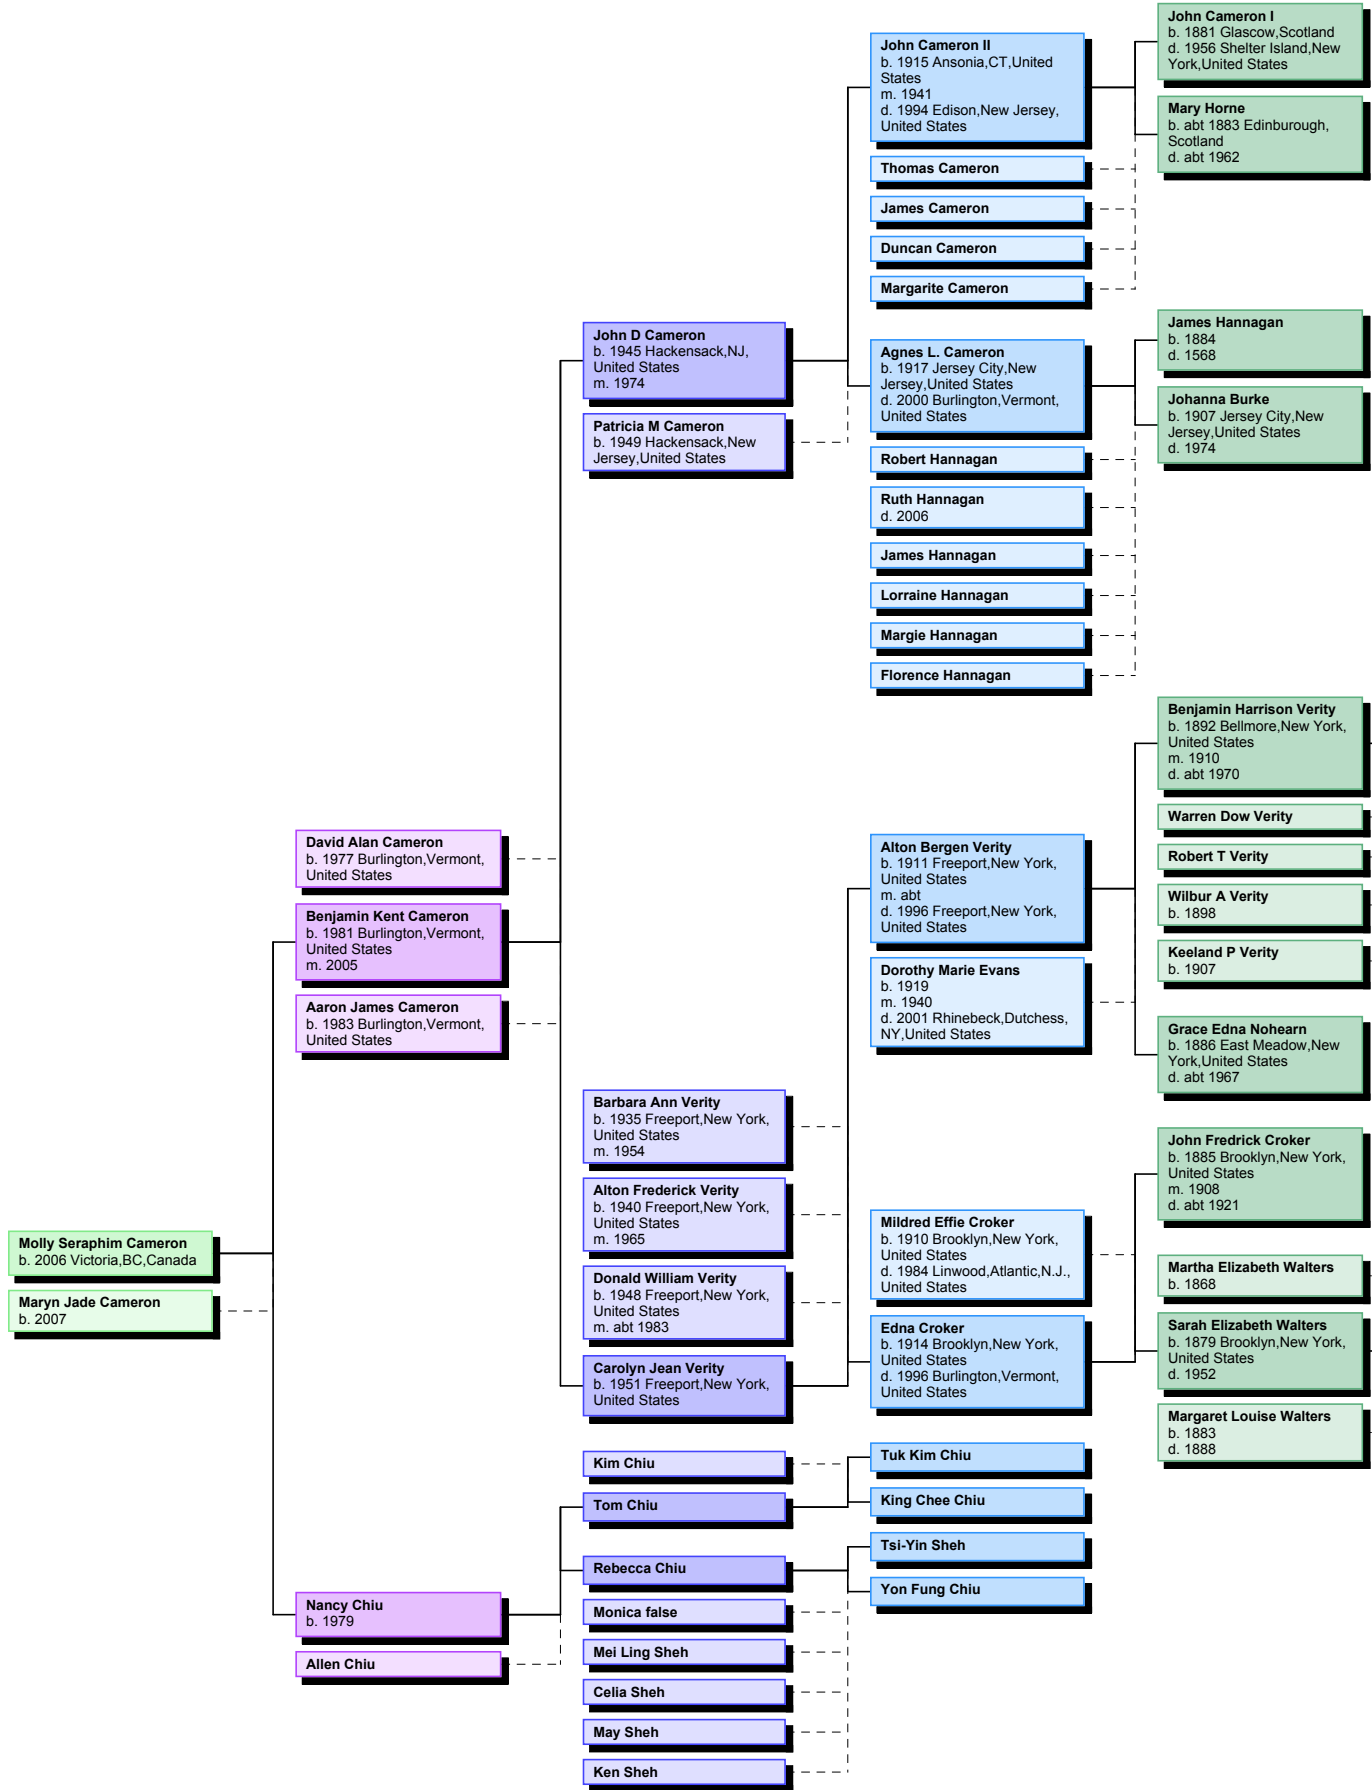 Molly Seraphim Cameron
b. 2006 Victoria,BC,Canada
Maryn Jade Cameron
b. 2007
David Alan Cameron
b. 1977 Burlington,Vermont,
United States
Benjamin Kent Cameron
b. 1981 Burlington,Vermont,
United States
m. 2005
Aaron James Cameron
b. 1983 Burlington,Vermont,
United States
Nancy Chiu
b. 1979
Allen Chiu
John D Cameron
b. 1945 Hackensack,NJ,
United States
m. 1974
Patricia M Cameron
b. 1949 Hackensack,New
Jersey,United States
Barbara Ann Verity
b. 1935 Freeport,New York,
United States
m. 1954
Alton Frederick Verity
b. 1940 Freeport,New York,
United States
m. 1965
Donald William Verity
b. 1948 Freeport,New York,
United States
m. abt 1983
Carolyn Jean Verity
b. 1951 Freeport,New York,
United States
Kim Chiu
Tom Chiu
Rebecca Chiu
Monica false
Mei Ling Sheh
Celia Sheh
May Sheh
Ken Sheh
John Cameron II
b. 1915 Ansonia,CT,United
States
m. 1941
d. 1994 Edison,New Jersey,
United States
Thomas Cameron
James Cameron
Duncan Cameron
Margarite Cameron
Agnes L. Cameron
b. 1917 Jersey City,New
Jersey,United States
d. 2000 Burlington,Vermont,
United States
Robert Hannagan
Ruth Hannagan
d. 2006
James Hannagan
Lorraine Hannagan
Margie Hannagan
Florence Hannagan
Alton Bergen Verity
b. 1911 Freeport,New York,
United States
m. abt
d. 1996 Freeport,New York,
United States
Dorothy Marie Evans
b. 1919
m. 1940
d. 2001 Rhinebeck,Dutchess,
NY,United States
Mildred Effie Croker
b. 1910 Brooklyn,New York,
United States
d. 1984 Linwood,Atlantic,N.J.,
United States
Edna Croker
b. 1914 Brooklyn,New York,
United States
d. 1996 Burlington,Vermont,
United States
Tuk Kim Chiu
King Chee Chiu
Tsi-Yin Sheh
Yon Fung Chiu
John Cameron I
b. 1881 Glascow,Scotland
d. 1956 Shelter Island,New
York,United States
Mary Horne
b. abt 1883 Edinburough,
Scotland
d. abt 1962
James Hannagan
b. 1884
d. 1568
Johanna Burke
b. 1907 Jersey City,New
Jersey,United States
d. 1974
Benjamin Harrison Verity
b. 1892 Bellmore,New York,
United States
m. 1910
d. abt 1970
Warren Dow Verity
Robert T Verity
Wilbur A Verity
b. 1898
Keeland P Verity
b. 1907
Grace Edna Nohearn
b. 1886 East Meadow,New
York,United States
d. abt 1967
John Fredrick Croker
b. 1885 Brooklyn,New York,
United States
m. 1908
d. abt 1921
Martha Elizabeth Walters
b. 1868
Sarah Elizabeth Walters
b. 1879 Brooklyn,New York,
United States
d. 1952
Margaret Louise Walters
b. 1883
d. 1888